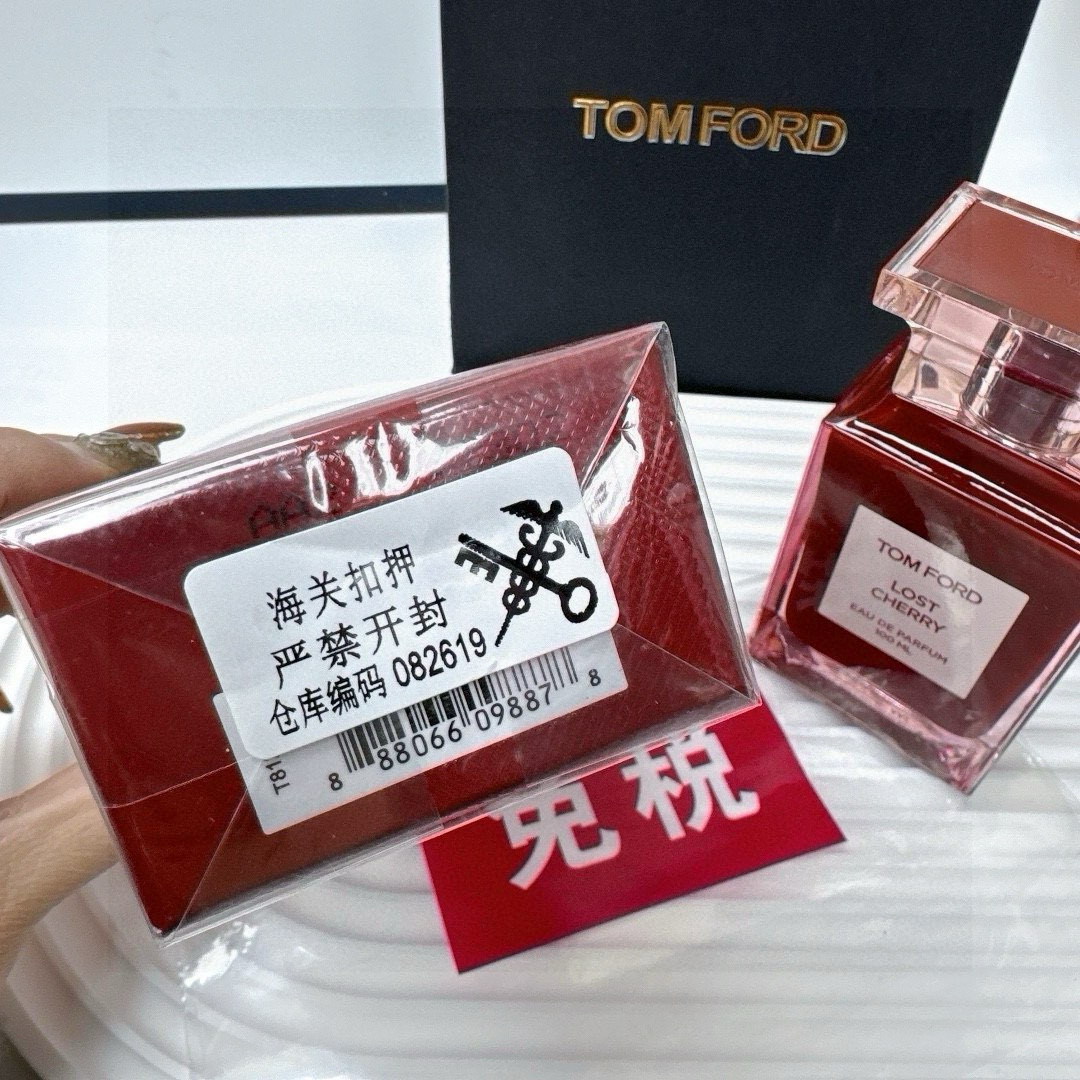 TOM FORD
海关扣押
严禁开封
仓库编码 082619
T81
8 88066 09887 8
免税
TOM FORD
LOST
CHERRY
EAU DE PARFUM
100 ML